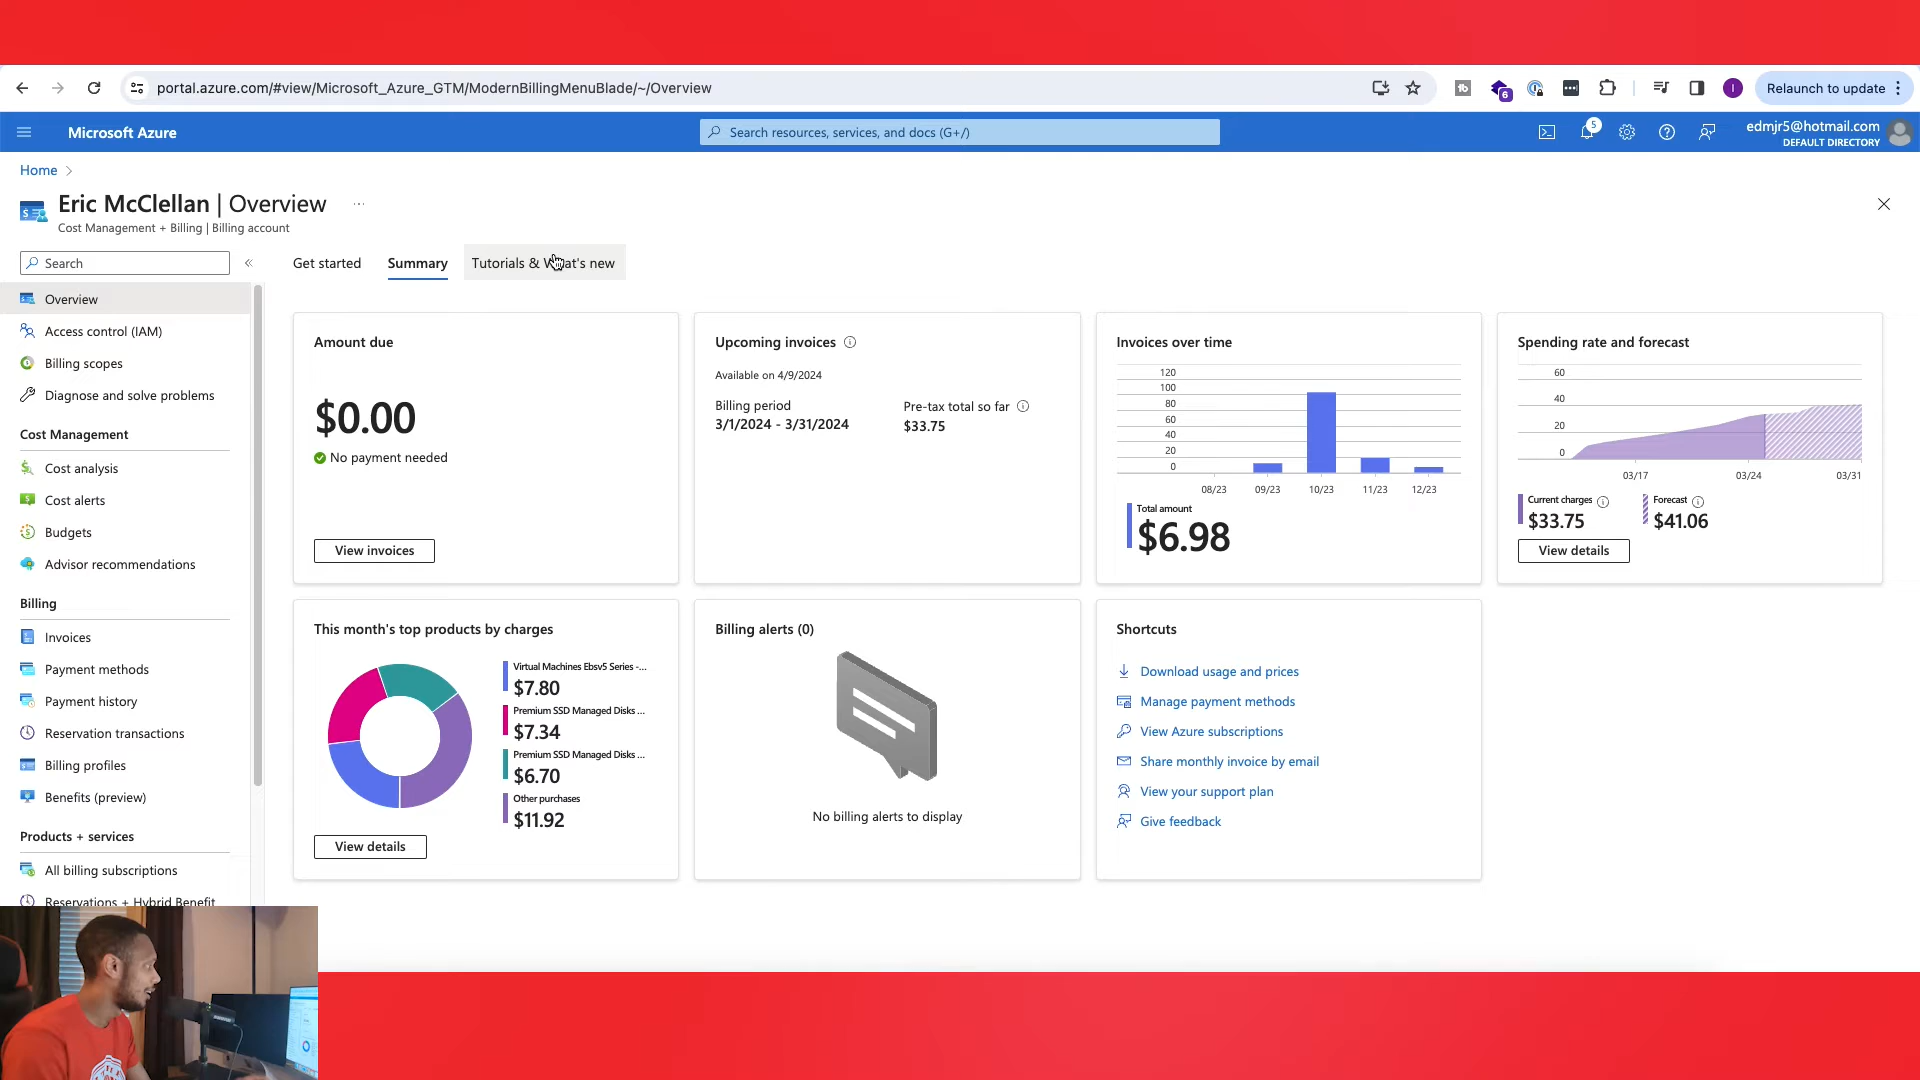 portal.azure.com/#view/Microsoft_Azure_GTM/ModernBillingMenuBlade/~/Overview
6
I
Relaunch to update
Microsoft Azure
Search resources, services, and docs (G+/)
5
edmjr5@hotmail.com
DEFAULT DIRECTORY
Home
Eric McClellan | Overview
Cost Management + Billing | Billing account
Search
Get started
Summary
Tutorials & What's new
Overview
Access control (IAM)
Billing scopes
Diagnose and solve problems
Cost Management
Cost analysis
Cost alerts
Budgets
Advisor recommendations
Billing
Invoices
Payment methods
Payment history
Reservation transactions
Billing profiles
Benefits (preview)
Products + services
All billing subscriptions
Reservations + Hybrid Benefit
Amount due
$0.00
No payment needed
View invoices
Upcoming invoices
Available on 4/9/2024
Billing period
3/1/2024 - 3/31/2024
Pre-tax total so far
$33.75
Invoices over time
120
100
80
60
40
20
0
08/23 09/23 10/23 11/23 12/23
Total amount
$6.98
Spending rate and forecast
60
40
20
0
03/17 03/24 03/31
Current charges
$33.75
Forecast
$41.06
View details
This month's top products by charges
Virtual Machines Ebsv5 Series -...
$7.80
Premium SSD Managed Disks ...
$7.34
Premium SSD Managed Disks ...
$6.70
Other purchases
$11.92
View details
Billing alerts (0)
No billing alerts to display
Shortcuts
Download usage and prices
Manage payment methods
View Azure subscriptions
Share monthly invoice by email
View your support plan
Give feedback